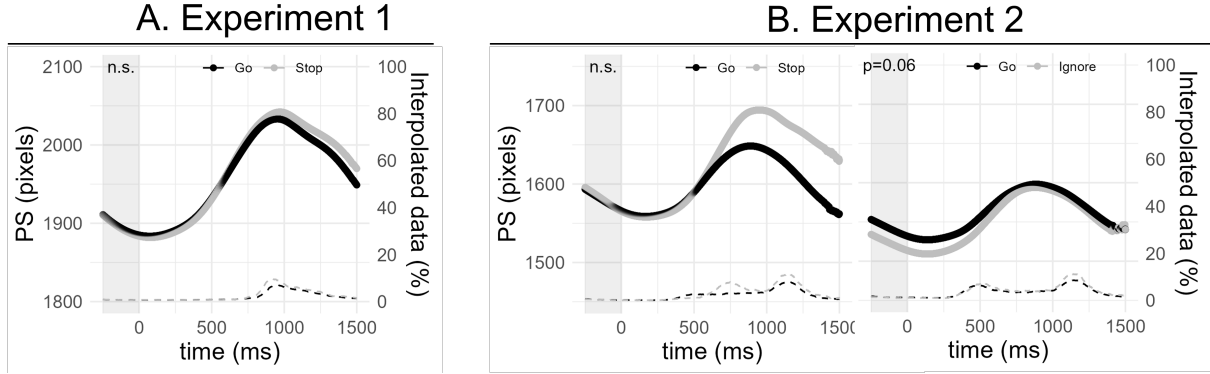 A. Experiment 1
B. Experiment 2
n.s.
Go
Stop
2100
2000
1900
1800
PS (pixels)
100
80
60
40
20
0
Interpolated data (%)
0 500 1000 1500
time (ms)
n.s.
Go
Stop
1700
1600
1500
PS (pixels)
0 500 1000 1500
time (ms)
p=0.06
Go
Ignore
100
80
60
40
20
0
Interpolated data (%)
0 500 1000 1500
time (ms)